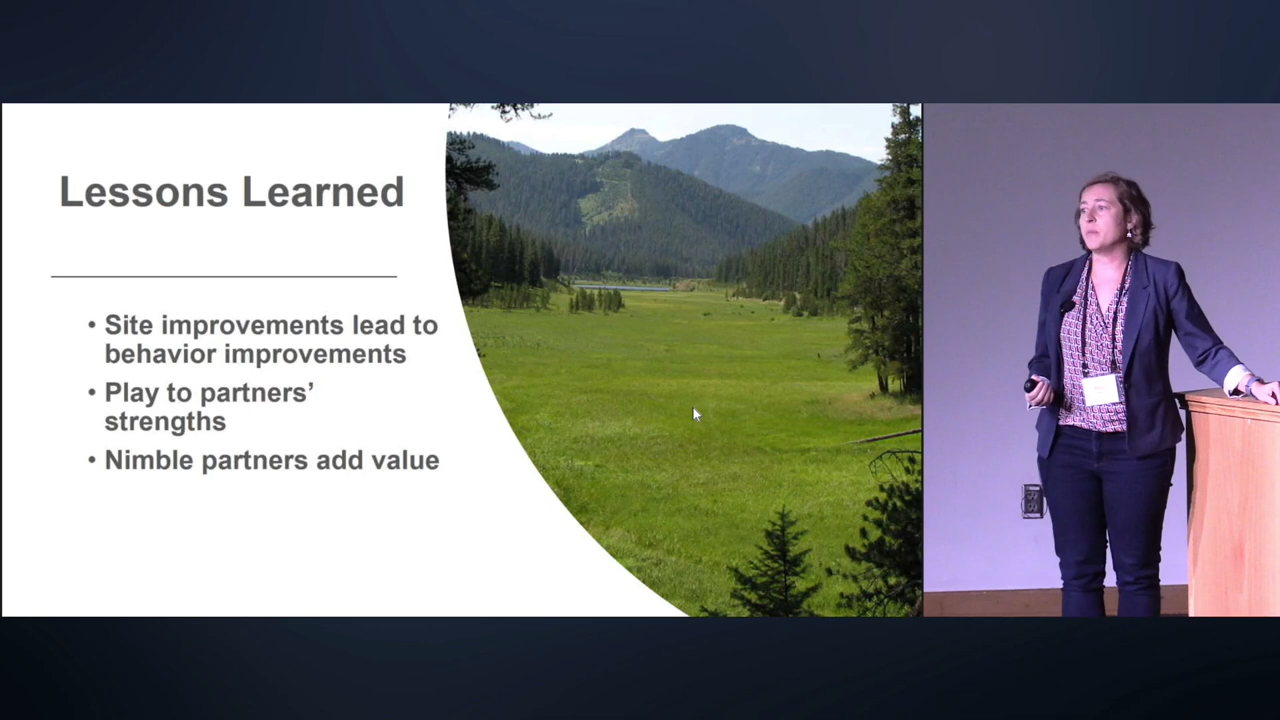 Lessons Learned
• Site improvements lead to
behavior improvements
• Play to partners’
strengths
• Nimble partners add value